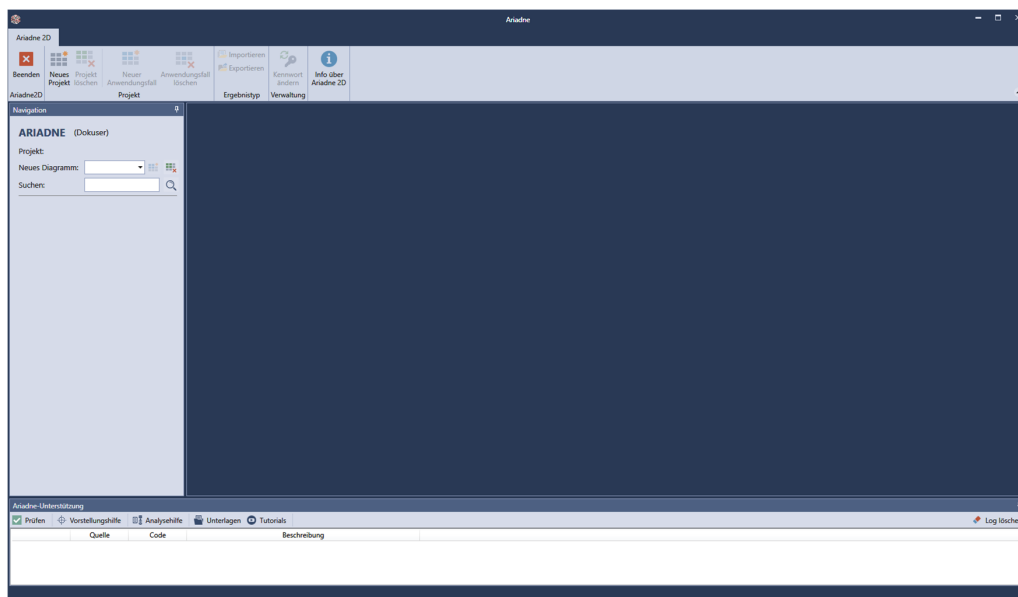 Ariadne
Ariadne 2D
Beenden
Neues Projekt
Projekt löschen
Neuer Anwendungsfall
Anwendungsfall löschen
Importieren
Exportieren
Kennwort ändern
Info über Ariadne 2D
Ariadne2D
Projekt
Ergebnistyp
Verwaltung
Navigation
ARIADNE (Dokuser)
Projekt:
Neues Diagramm:
Suchen:
Ariadne-Unterstützung
Prüfen Vorstellungshilfe Analysehilfe Unterlagen Tutorials Log lösche
Quelle Code Beschreibung